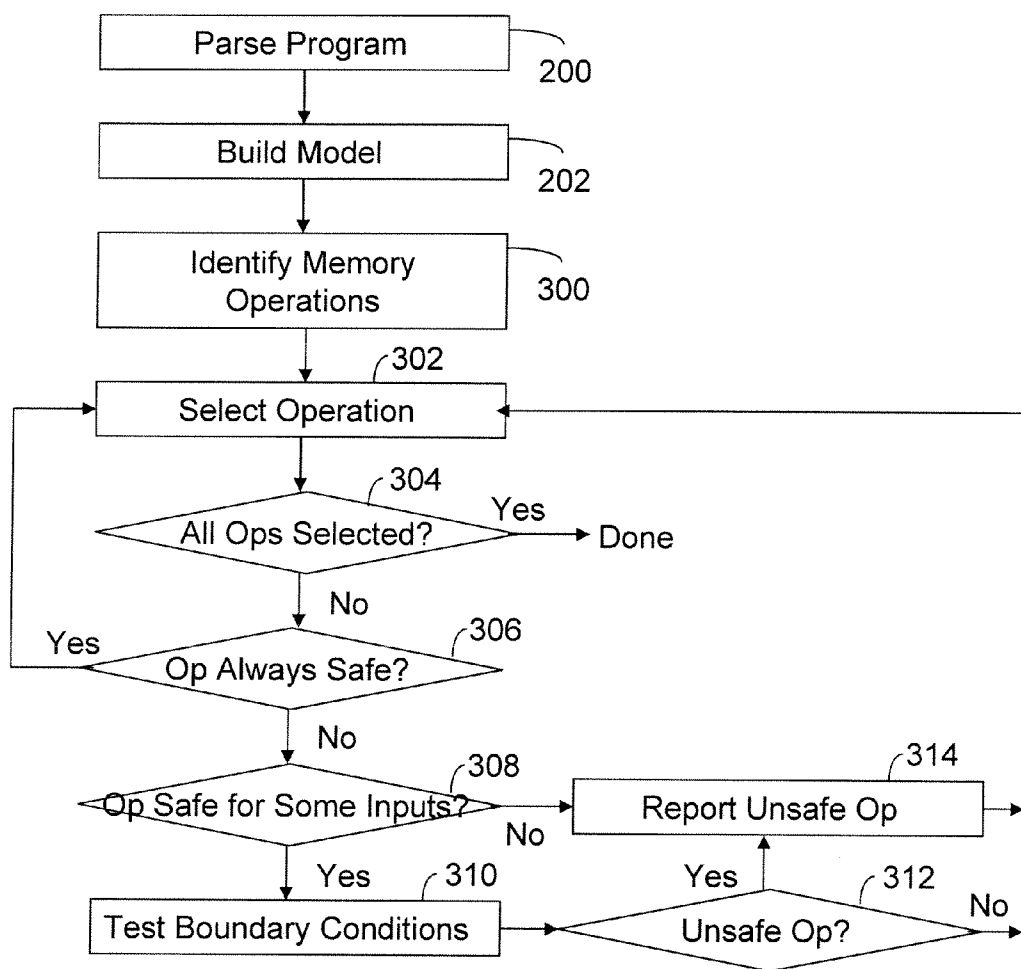 Parse Program
200
Build Model
202
Identify Memory
Operations
300
302
Select Operation
304
All Ops Selected?
Yes
Done
No
306
Yes
Op Always Safe?
No
308
Op Safe for Some Inputs?
No
314
Report Unsafe Op
Yes
310
Test Boundary Conditions
Yes
312
Unsafe Op?
No